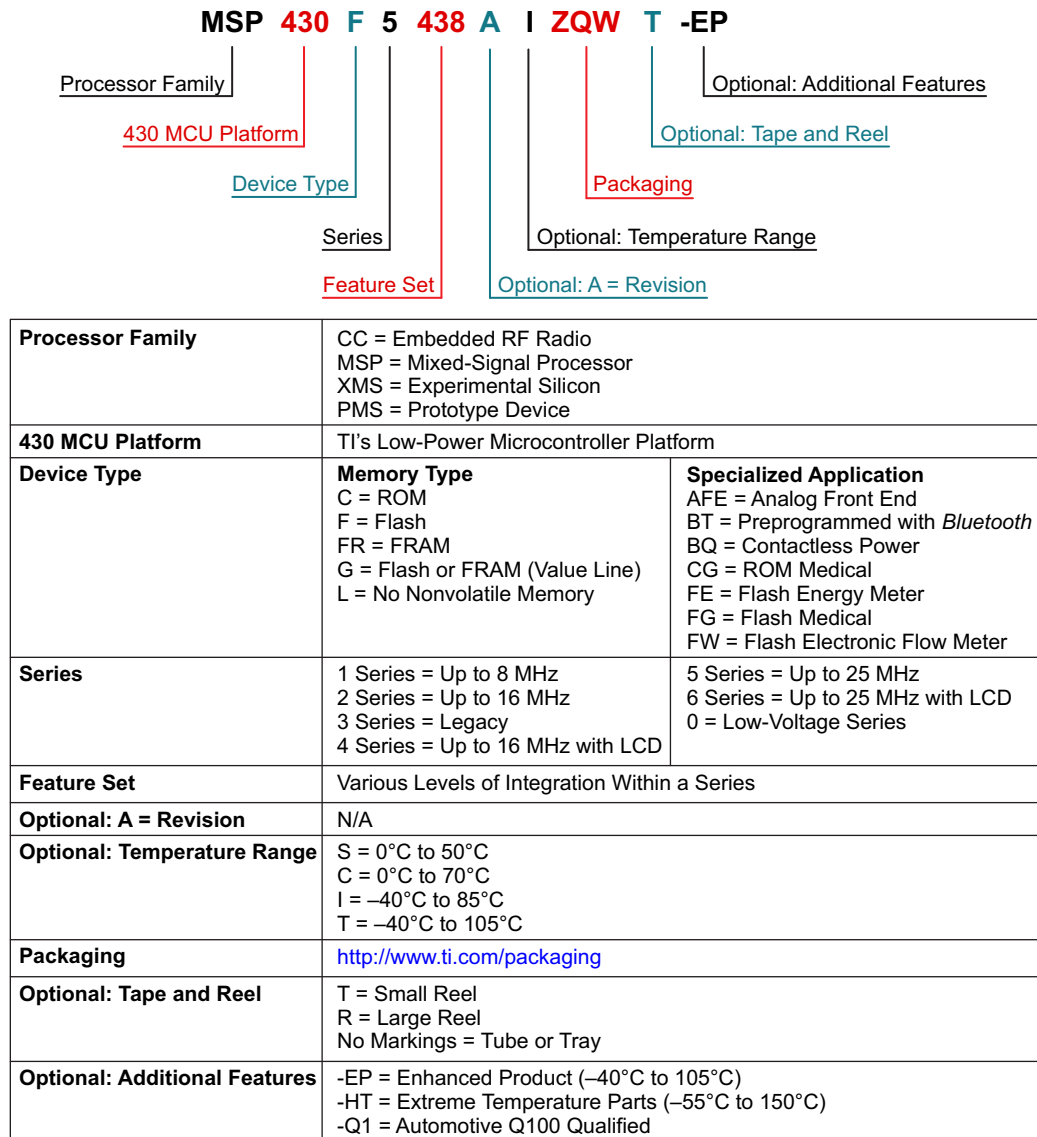 MSP 430 F 5 438 A I ZQW T -EP
Processor Family
Optional: Additional Features
430 MCU Platform
Optional: Tape and Reel
Device Type
Packaging
Series
Optional: Temperature Range
Feature Set
Optional: A = Revision
Processor Family
CC = Embedded RF Radio
MSP = Mixed-Signal Processor
XMS = Experimental Silicon
PMS = Prototype Device
430 MCU Platform
TI's Low-Power Microcontroller Platform
Device Type
Memory Type
C = ROM
F = Flash
FR = FRAM
G = Flash or FRAM (Value Line)
L = No Nonvolatile Memory
Specialized Application
AFE = Analog Front End
BT = Preprogrammed with Bluetooth
BQ = Contactless Power
CG = ROM Medical
FE = Flash Energy Meter
FG = Flash Medical
FW = Flash Electronic Flow Meter
Series
1 Series = Up to 8 MHz
2 Series = Up to 16 MHz
3 Series = Legacy
4 Series = Up to 16 MHz with LCD
5 Series = Up to 25 MHz
6 Series = Up to 25 MHz with LCD
0 = Low-Voltage Series
Feature Set
Various Levels of Integration Within a Series
Optional: A = Revision
N/A
Optional: Temperature Range
S = 0°C to 50°C
C = 0°C to 70°C
I = –40°C to 85°C
T = –40°C to 105°C
Packaging
http://www.ti.com/packaging
Optional: Tape and Reel
T = Small Reel
R = Large Reel
No Markings = Tube or Tray
Optional: Additional Features
-EP = Enhanced Product (–40°C to 105°C)
-HT = Extreme Temperature Parts (–55°C to 150°C)
-Q1 = Automotive Q100 Qualified